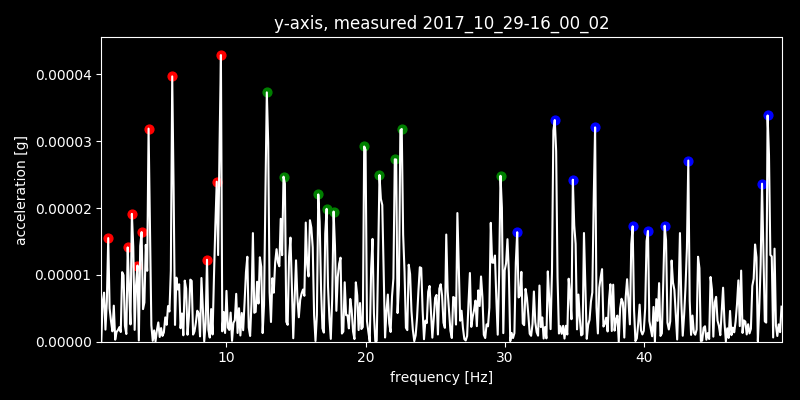 y-axis, measured 2017_10_29-16_00_02
0.00004
0.00003
0.00002
0.00001
0.00000
acceleration [g]
10 20 30 40
frequency [Hz]